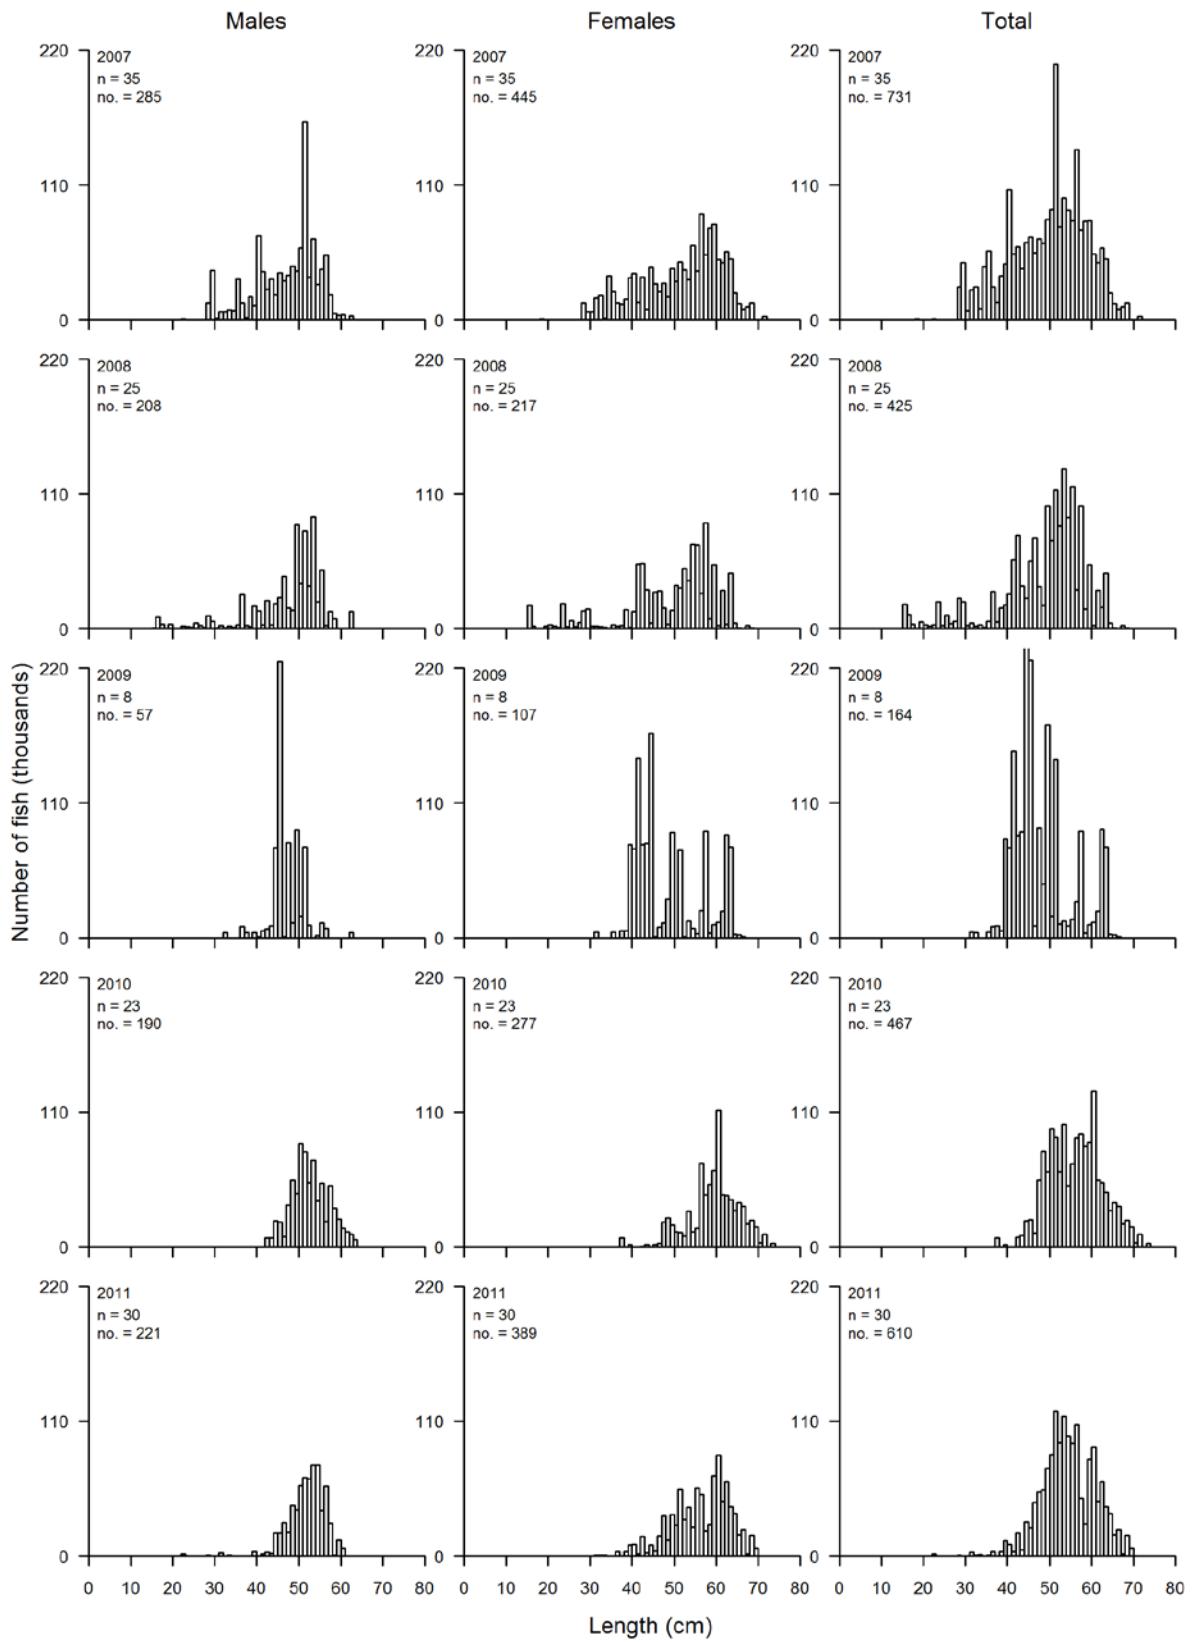 Males
Females
Total
220
2007
n = 35
no. = 285
110
0
220
2007
n = 35
no. = 445
110
0
220
2007
n = 35
no. = 731
110
0
220
2008
n = 25
no. = 208
110
0
220
2008
n = 25
no. = 217
110
0
220
2008
n = 25
no. = 425
110
0
220
2009
n = 8
no. = 57
110
0
220
2009
n = 8
no. = 107
110
0
220
2009
n = 8
no. = 164
110
0
220
2010
n = 23
no. = 190
110
0
220
2010
n = 23
no. = 277
110
0
220
2010
n = 23
no. = 467
110
0
220
2011
n = 30
no. = 221
110
0
220
2011
n = 30
no. = 389
110
0
220
2011
n = 30
no. = 610
110
0
0 10 20 30 40 50 60 70 80
0 10 20 30 40 50 60 70 80
0 10 20 30 40 50 60 70 80
Number of fish (thousands)
Length (cm)